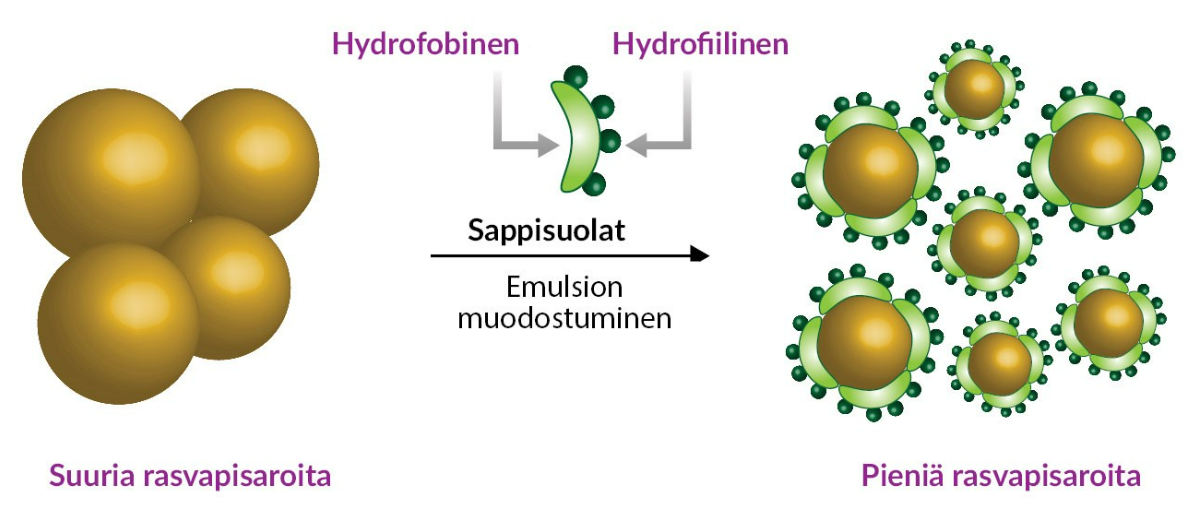 Hydrofobinen
Hydrofiilinen
Sappisuolat
Emulsion
muodostuminen
Suuria rasvapisaroita
Pieniä rasvapisaroita